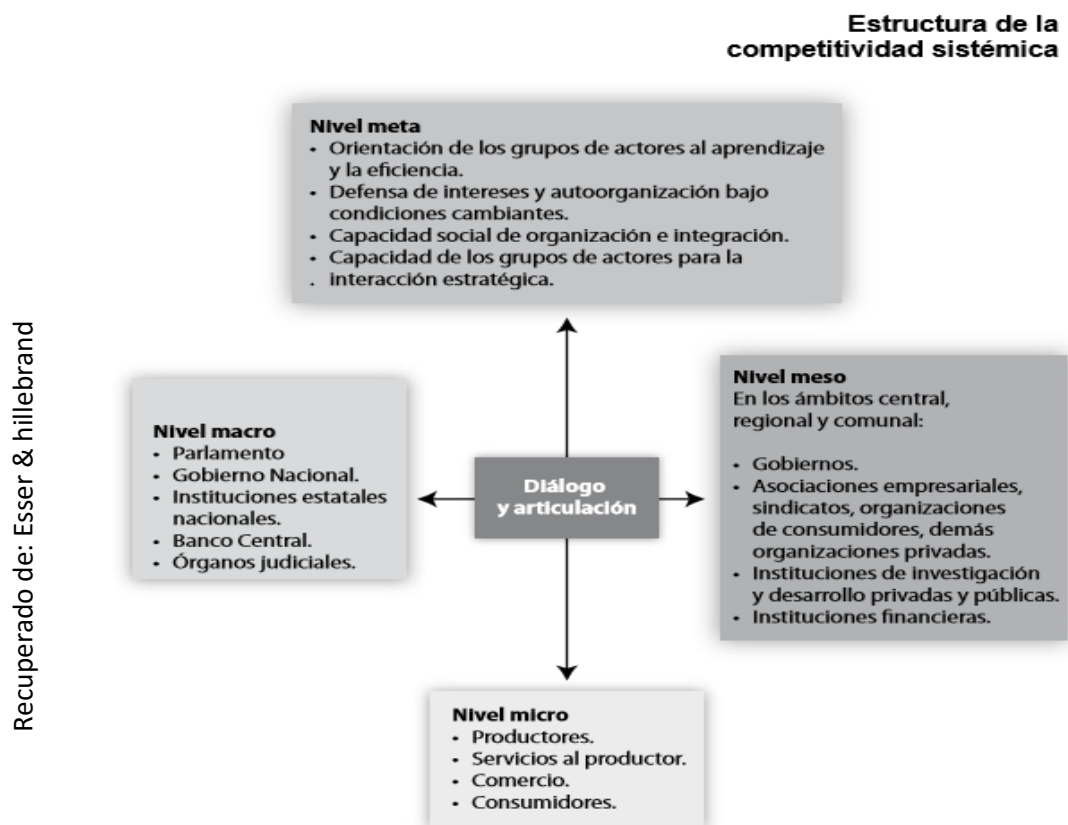 Estructura de la
competitividad sistémica
Nivel meta
• Orientación de los grupos de actores al aprendizaje
y la eficiencia.
• Defensa de intereses y autoorganización bajo
condiciones cambiantes.
• Capacidad social de organización e integración.
• Capacidad de los grupos de actores para la
. interacción estratégica.
Nivel macro
• Parlamento
• Gobierno Nacional.
• Instituciones estatales
nacionales.
• Banco Central.
• Órganos judiciales.
Diálogo
y articulación
Nivel meso
En los ámbitos central,
regional y comunal:
• Gobiernos.
• Asociaciones empresariales,
sindicatos, organizaciones
de consumidores, demás
organizaciones privadas.
• Instituciones de investigación
y desarrollo privadas y públicas.
• Instituciones financieras.
Nivel micro
• Productores.
• Servicios al productor.
• Comercio.
• Consumidores.
Recuperado de: Esser & hillebrand